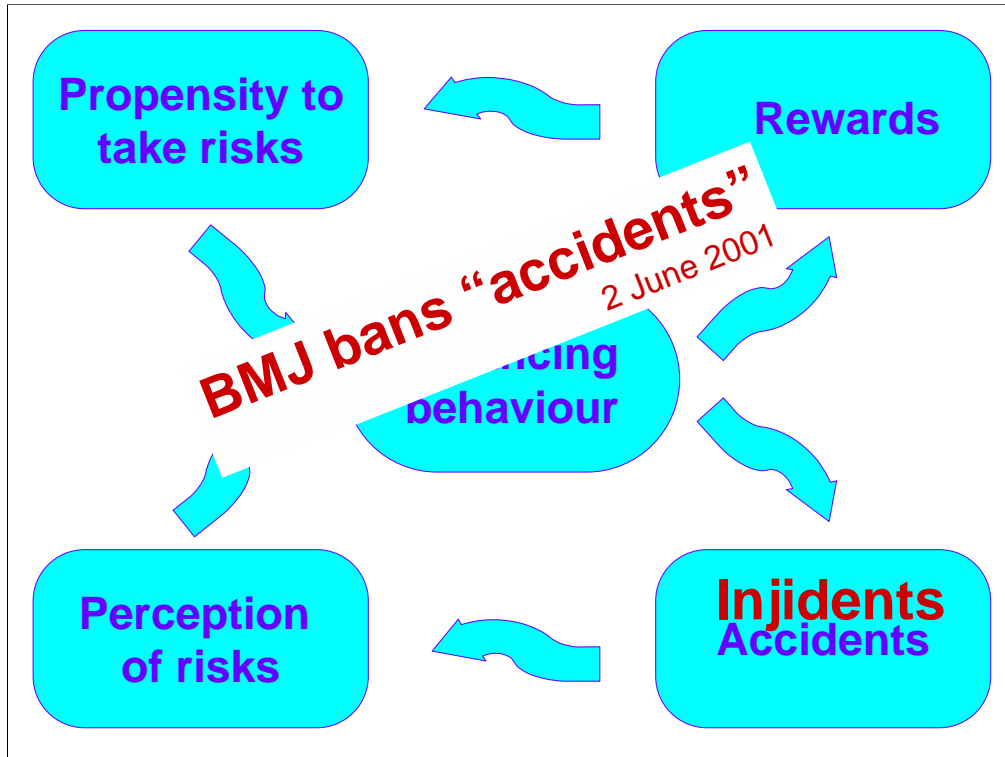 Propensity to
take risks
Rewards
BMJ bans “accidents”
2 June 2001
behaviour
Perception
of risks
Injidents
Accidents